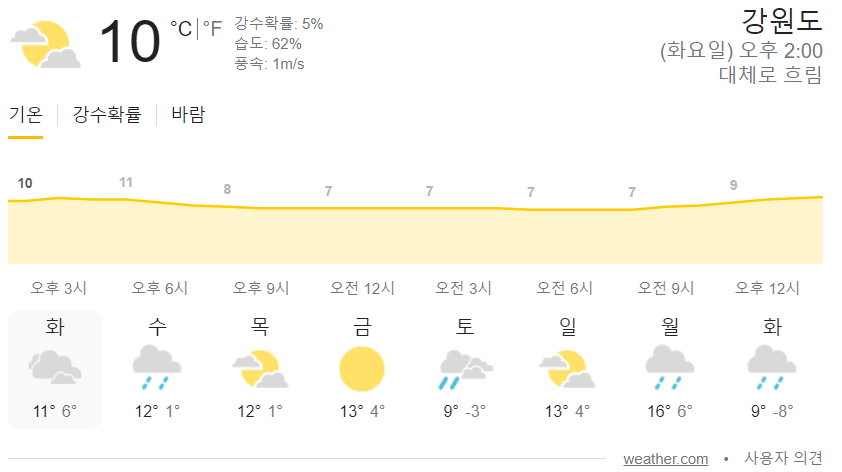 10 °C | °F
강수확률: 5%
습도: 62%
풍속: 1m/s
강원도
(화요일) 오후 2:00
대체로 흐림
기온 강수확률 바람
10 11 8 7 7 7 7 9
오후 3시 오후 6시 오후 9시 오전 12시 오전 3시 오전 6시 오전 9시 오후 12시
화 수 목 금 토 일 월 화
11° 6° 12° 1° 12° 1° 13° 4° 9° -3° 13° 4° 16° 6° 9° -8°
weather.com • 사용자 의견